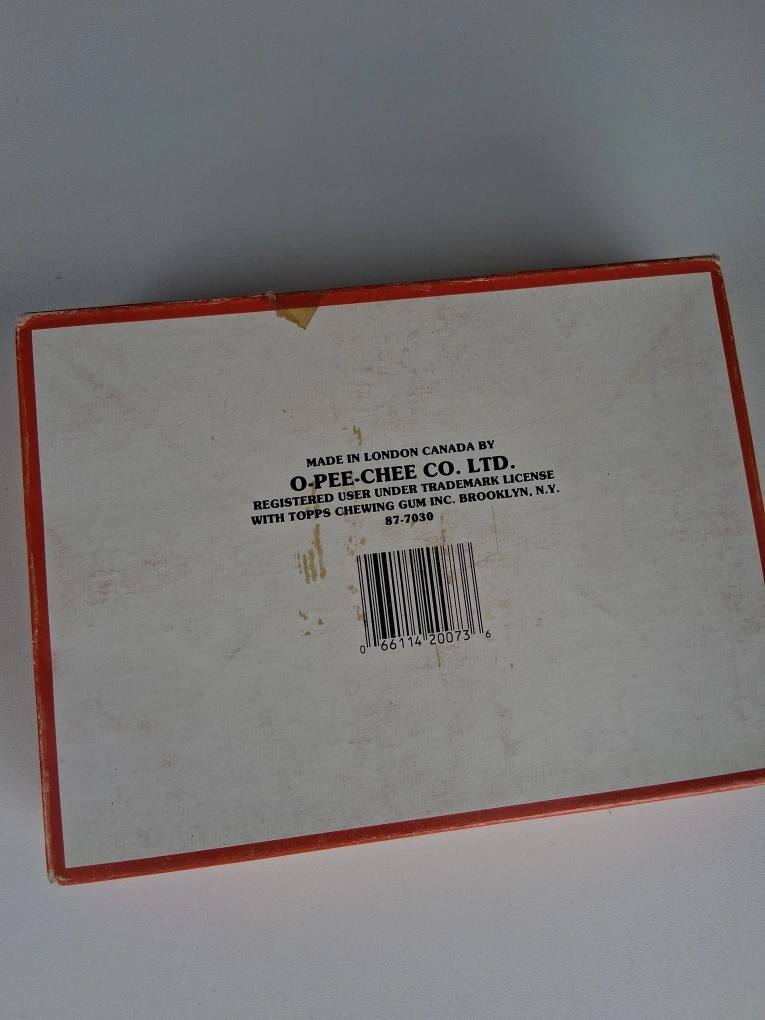 MADE IN LONDON CANADA BY
O-PEE-CHEE CO. LTD.
REGISTERED USER UNDER TRADEMARK LICENSE
WITH TOPPS CHEWING GUM INC. BROOKLYN, N.Y.
87-7030
0 66114 20073 6